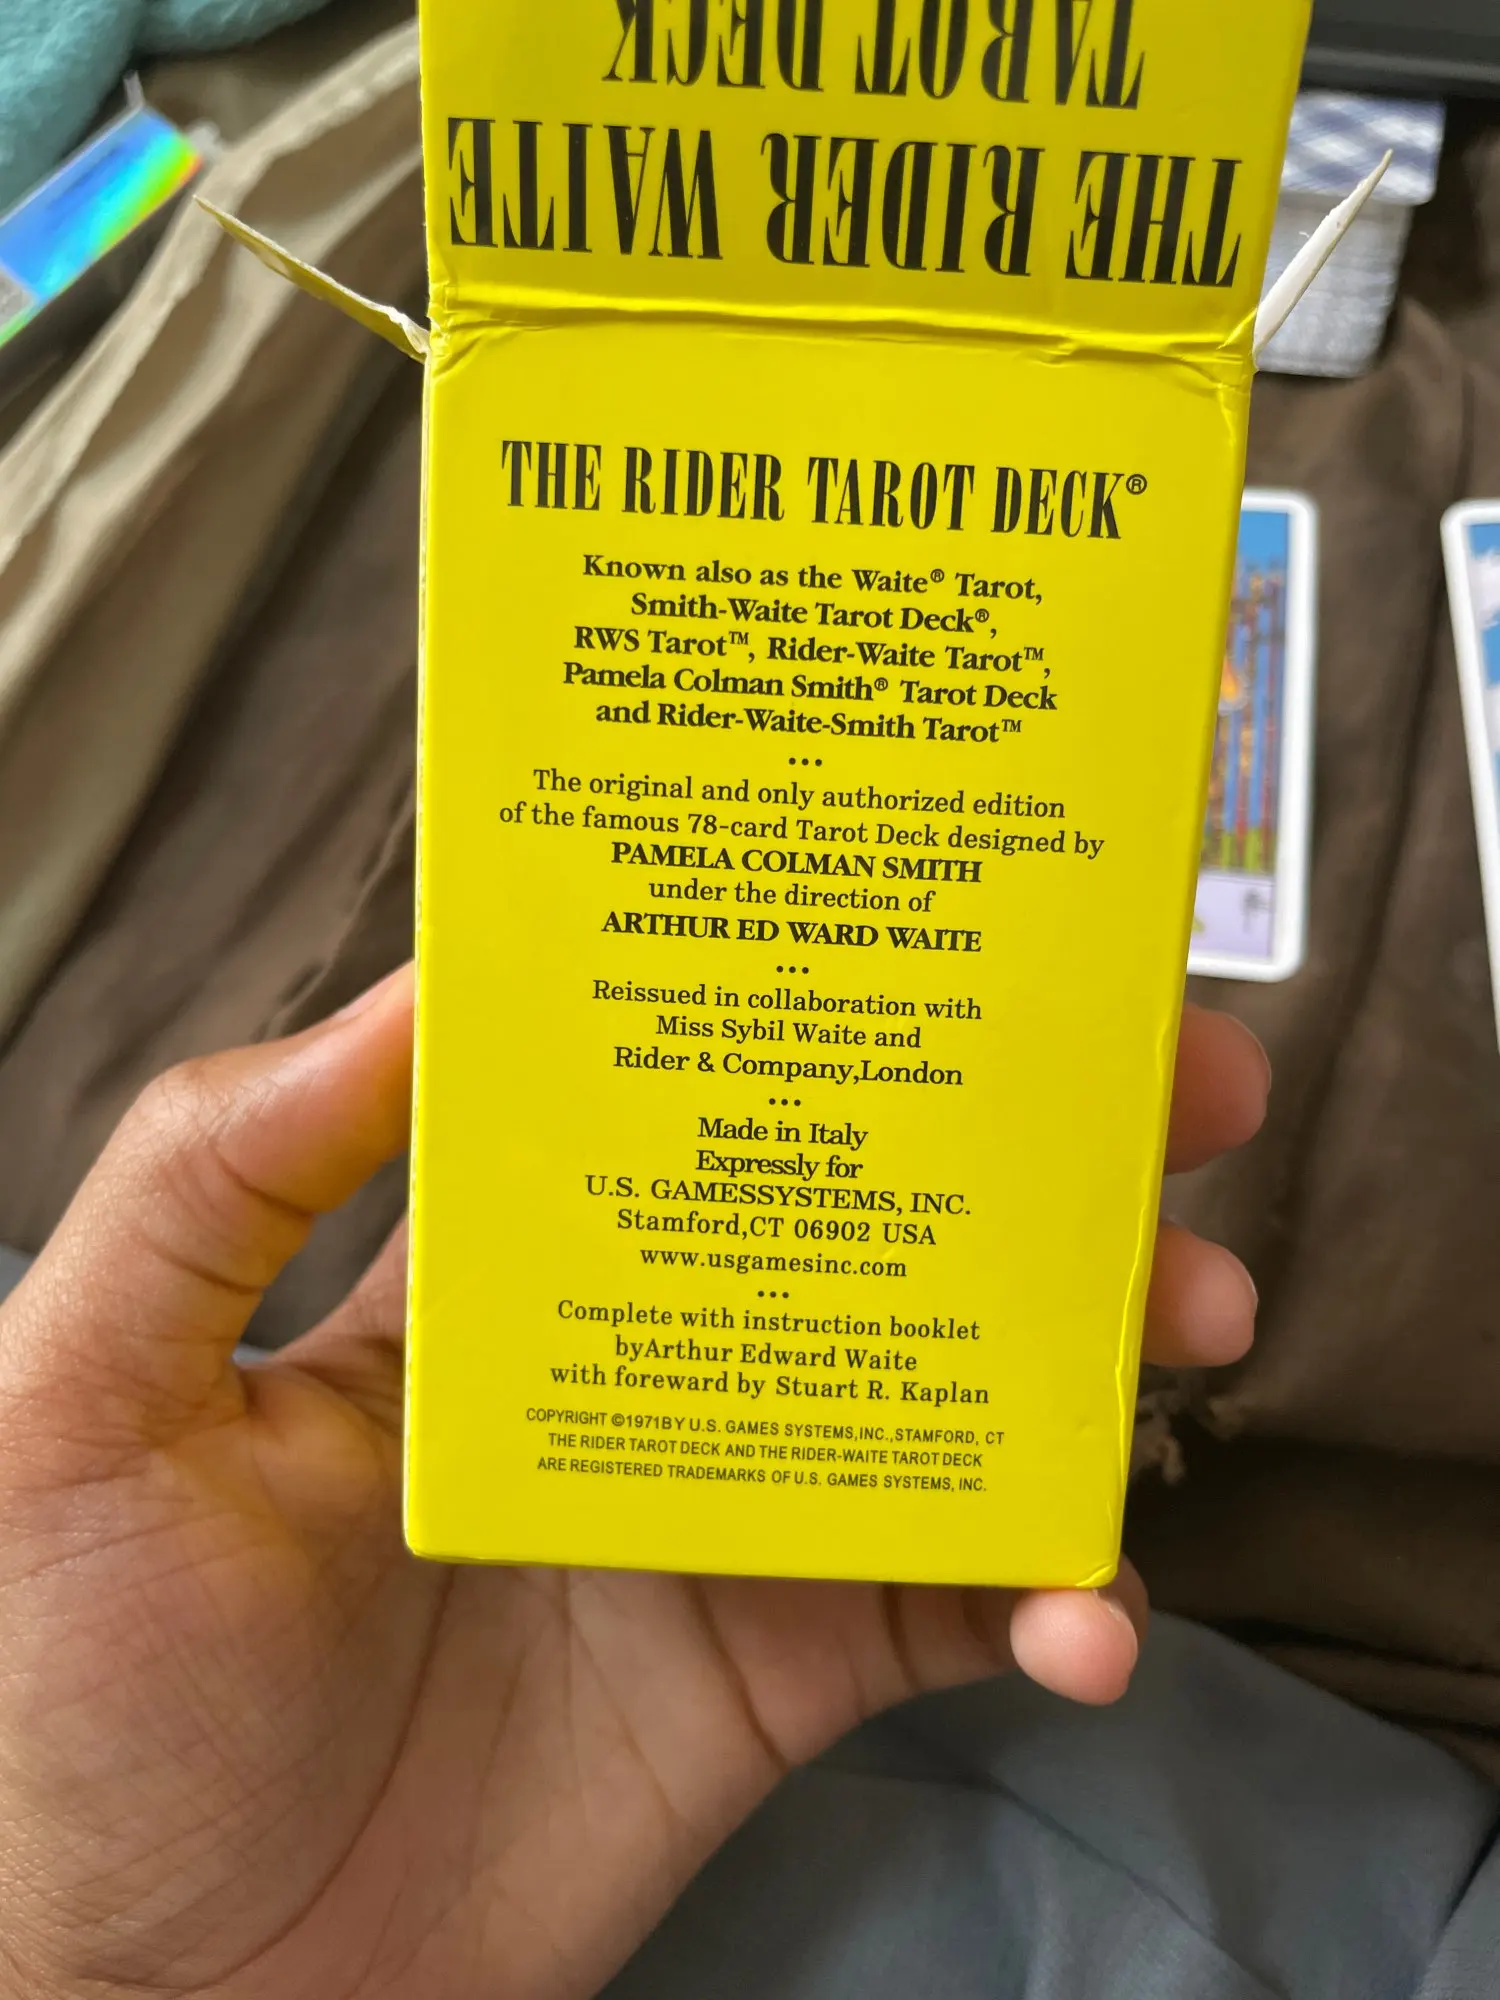 THE RIDER WAITE
TAROT DECK
THE RIDER TAROT DECK®
Known also as the Waite® Tarot,
Smith-Waite Tarot Deck®,
RWS Tarot™, Rider-Waite Tarot™,
Pamela Colman Smith® Tarot Deck
and Rider-Waite-Smith Tarot™
•••
The original and only authorized edition
of the famous 78-card Tarot Deck designed by
PAMELA COLMAN SMITH
under the direction of
ARTHUR ED WARD WAITE
•••
Reissued in collaboration with
Miss Sybil Waite and
Rider & Company,London
•••
Made in Italy
Expressly for
U.S. GAMESSYSTEMS, INC.
Stamford,CT 06902 USA
www.usgamesinc.com
•••
Complete with instruction booklet
byArthur Edward Waite
with foreward by Stuart R. Kaplan
COPYRIGHT ©1971BY U.S. GAMES SYSTEMS,INC.,STAMFORD, CT
THE RIDER TAROT DECK AND THE RIDER-WAITE TAROT DECK
ARE REGISTERED TRADEMARKS OF U.S. GAMES SYSTEMS, INC.